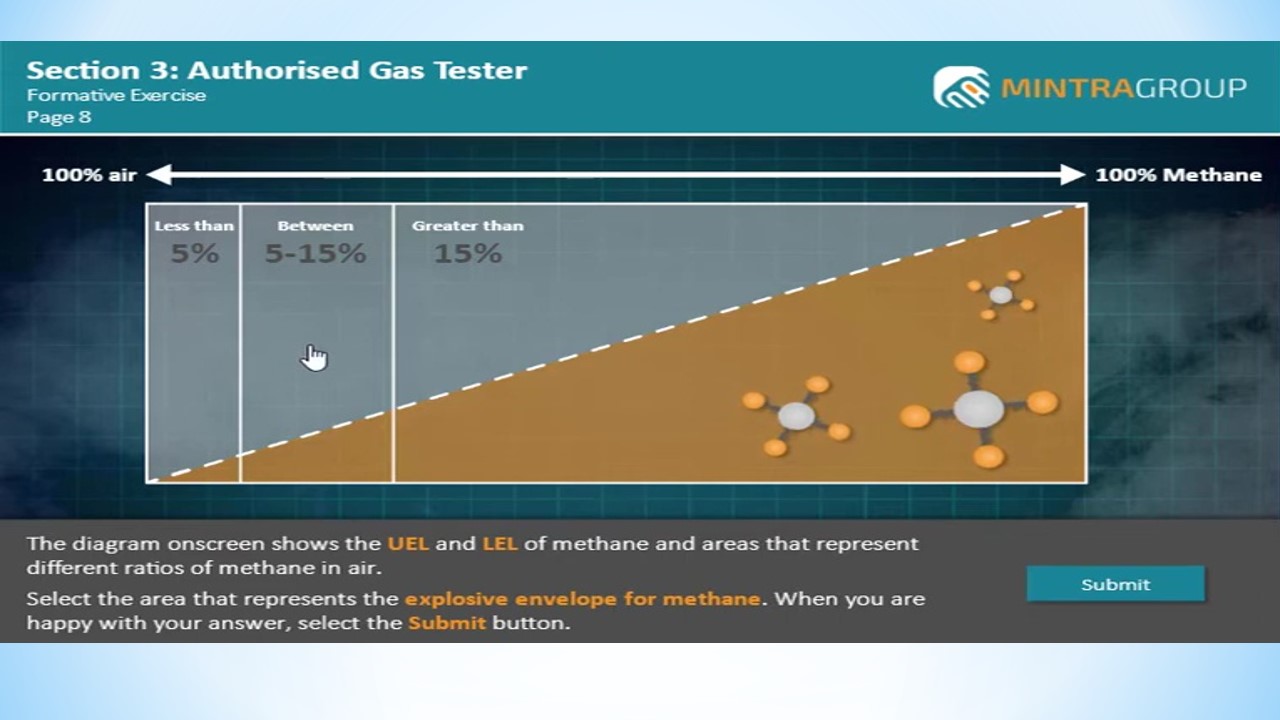 Section 3: Authorised Gas Tester
Formative Exercise
Page 8
MINTRAGROUP
100% air
100% Methane
Less than
5%
Between
5-15%
Greater than
15%
The diagram onscreen shows the UEL and LEL of methane and areas that represent
different ratios of methane in air.
Select the area that represents the explosive envelope for methane. When you are
happy with your answer, select the Submit button.
Submit